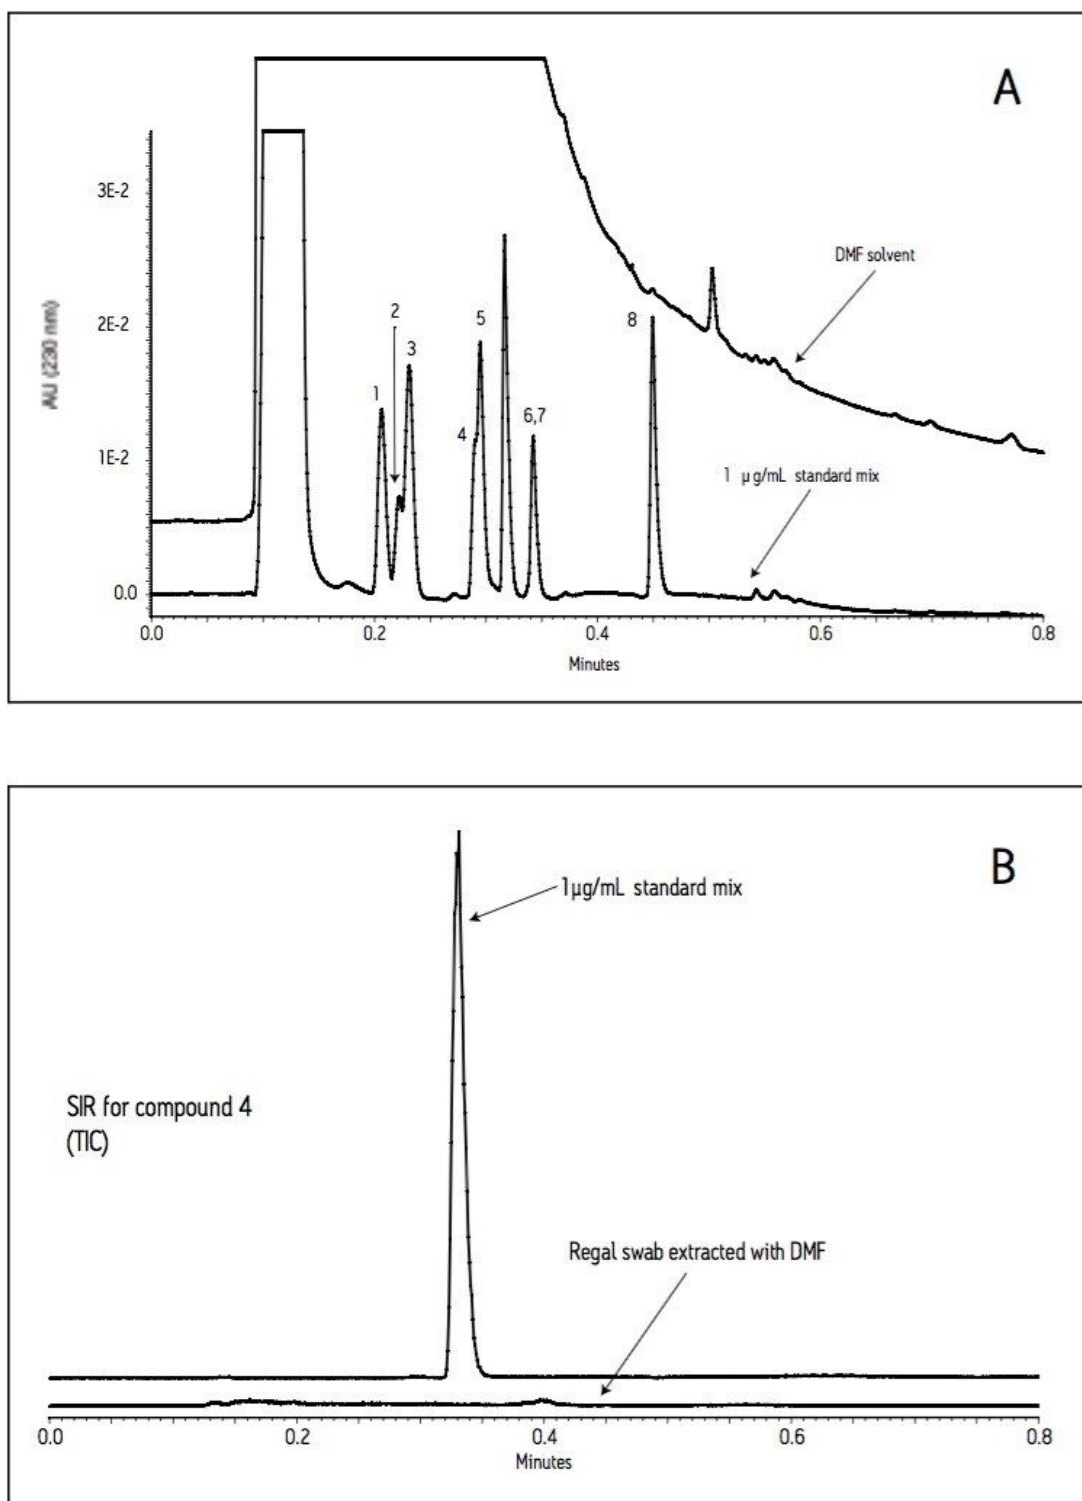 A
3E-2
DMF solvent
AU (230 nm)
2E-2
2
3
5
8
1
6,7
4
1E-2
1 µg/mL standard mix
0.0
0.0
0.2
0.4
0.6
0.8
Minutes
B
1µg/mL standard mix
SIR for compound 4
(TIC)
Regal swab extracted with DMF
0.0
0.2
0.4
0.6
0.8
Minutes